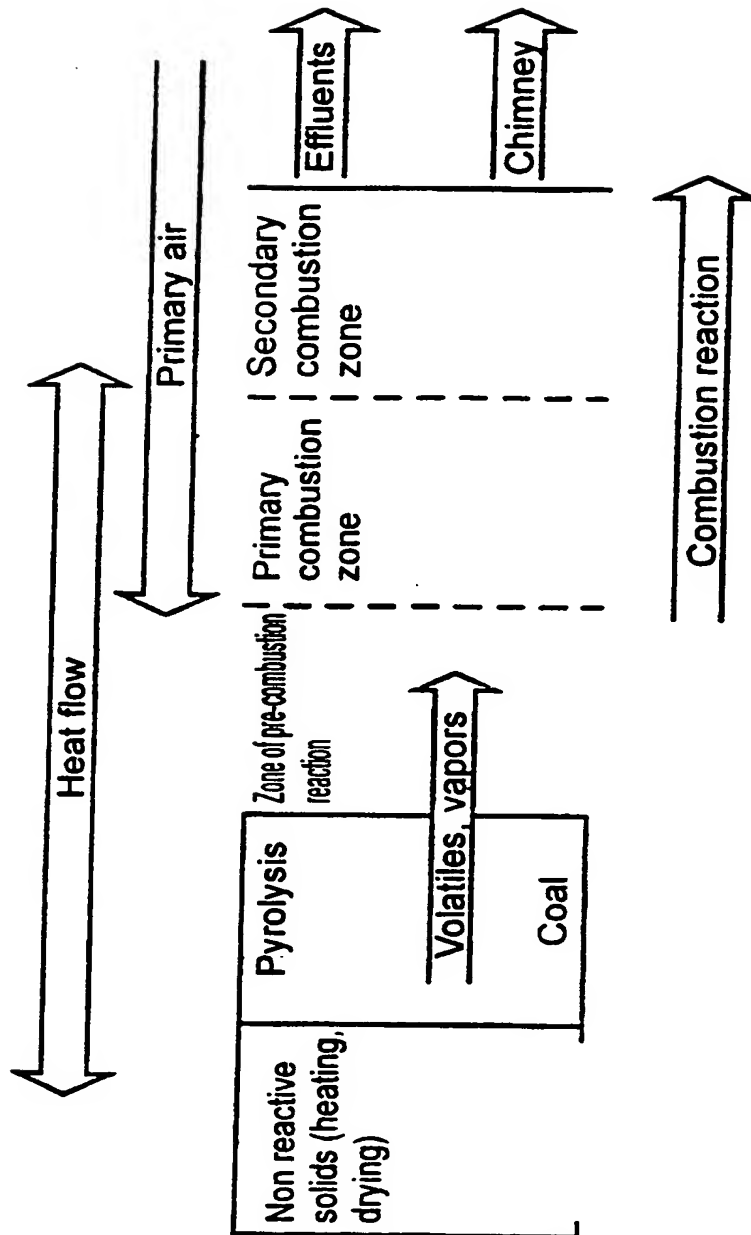 Heat flow
Primary air
Non reactive
solids (heating,
drying)
Pyrolysis
Zone of pre-combustion
reaction
Primary
combustion
zone
Secondary
combustion
zone
Effluents
Volatiles, vapors
Chimney
Coal
Combustion reaction